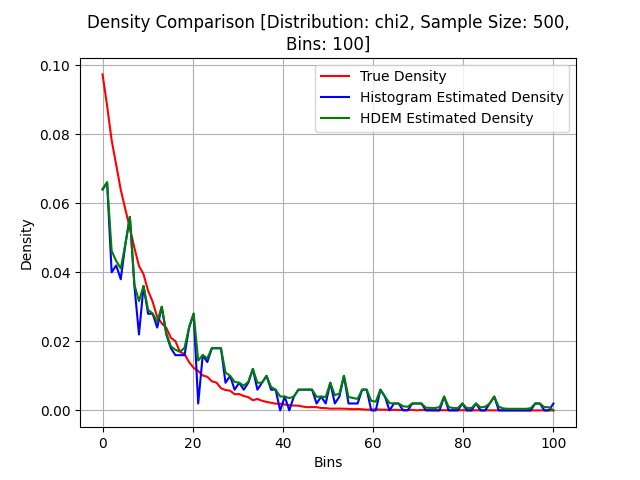 Density Comparison [Distribution: chi2, Sample Size: 500,
Bins: 100]
True Density
Histogram Estimated Density
HDEM Estimated Density
Density
0.10
0.08
0.06
0.04
0.02
0.00
0 20 40 60 80 100
Bins